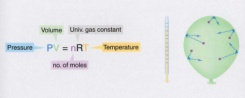 Volume
Univ. gas constant
Pressure
PV = nRT
Temperature
no. of moles